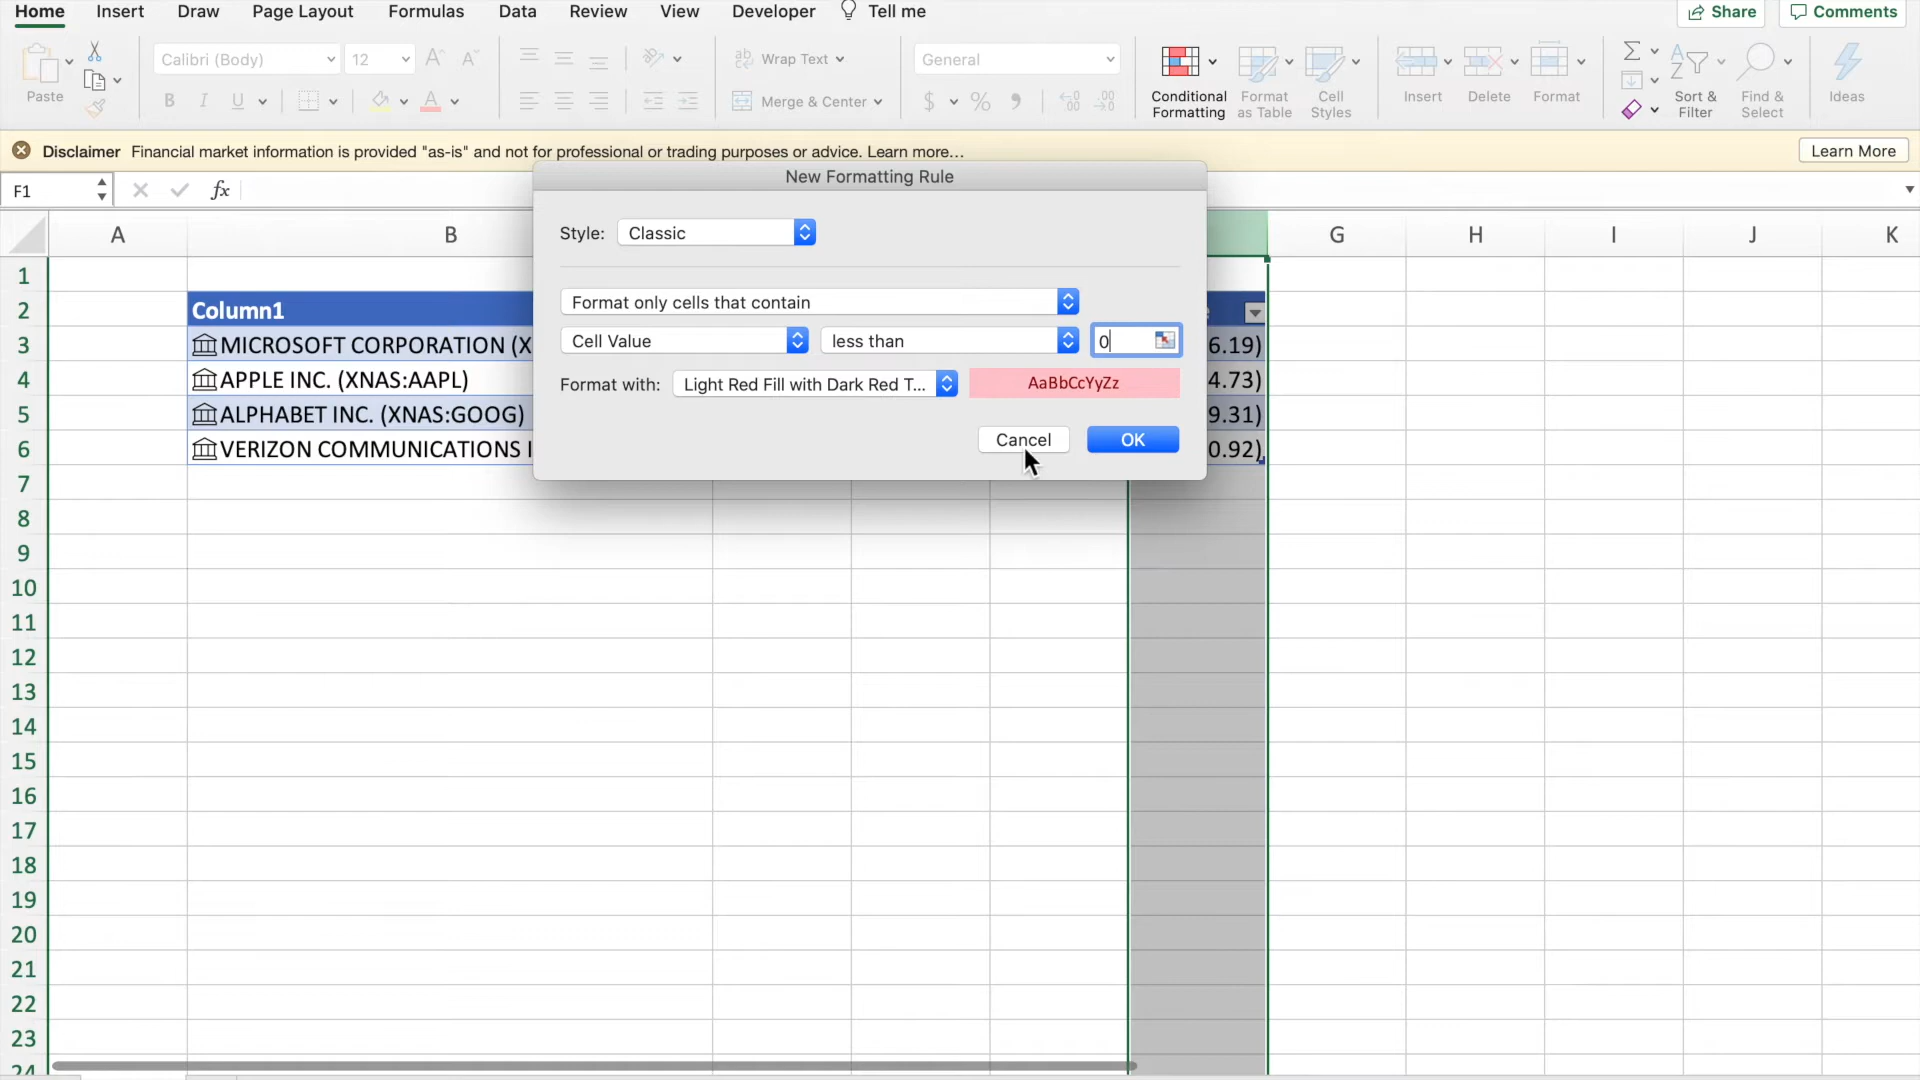 Home Insert Draw Page Layout Formulas Data Review View Developer Tell me Share Comments
Calibri (Body) 12 Wrap Text General
Paste B I U Merge & Center $ % Conditional Formatting Format as Table Cell Styles Insert Delete Format Sort & Filter Find & Select Ideas
Disclaimer Financial market information is provided "as-is" and not for professional or trading purposes or advice. Learn more... Learn More
F1 fx
New Formatting Rule
Style: Classic
Format only cells that contain
Cell Value less than 0
Format with: Light Red Fill with Dark Red T... AaBbCcYyZz
Cancel OK
A B G H I J K
1
2 Column1
3 MICROSOFT CORPORATION (X 6.19)
4 APPLE INC. (XNAS:AAPL) 4.73)
5 ALPHABET INC. (XNAS:GOOG) 9.31)
6 VERIZON COMMUNICATIONS I 0.92)
7
8
9
10
11
12
13
14
15
16
17
18
19
20
21
22
23
24